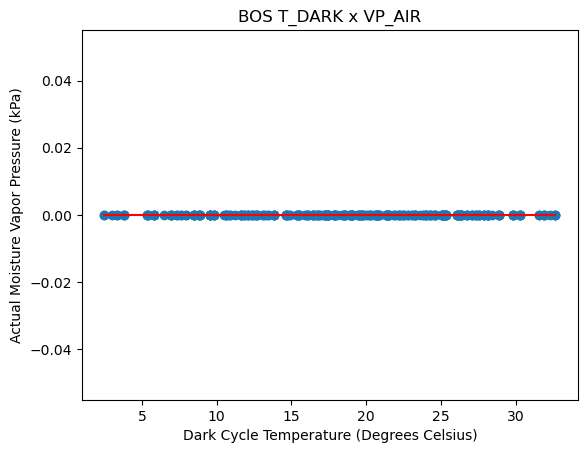 BOS T_DARK x VP_AIR
Actual Moisture Vapor Pressure (kPa)
0.04
0.02
0.00
−0.02
−0.04
5 10 15 20 25 30
Dark Cycle Temperature (Degrees Celsius)